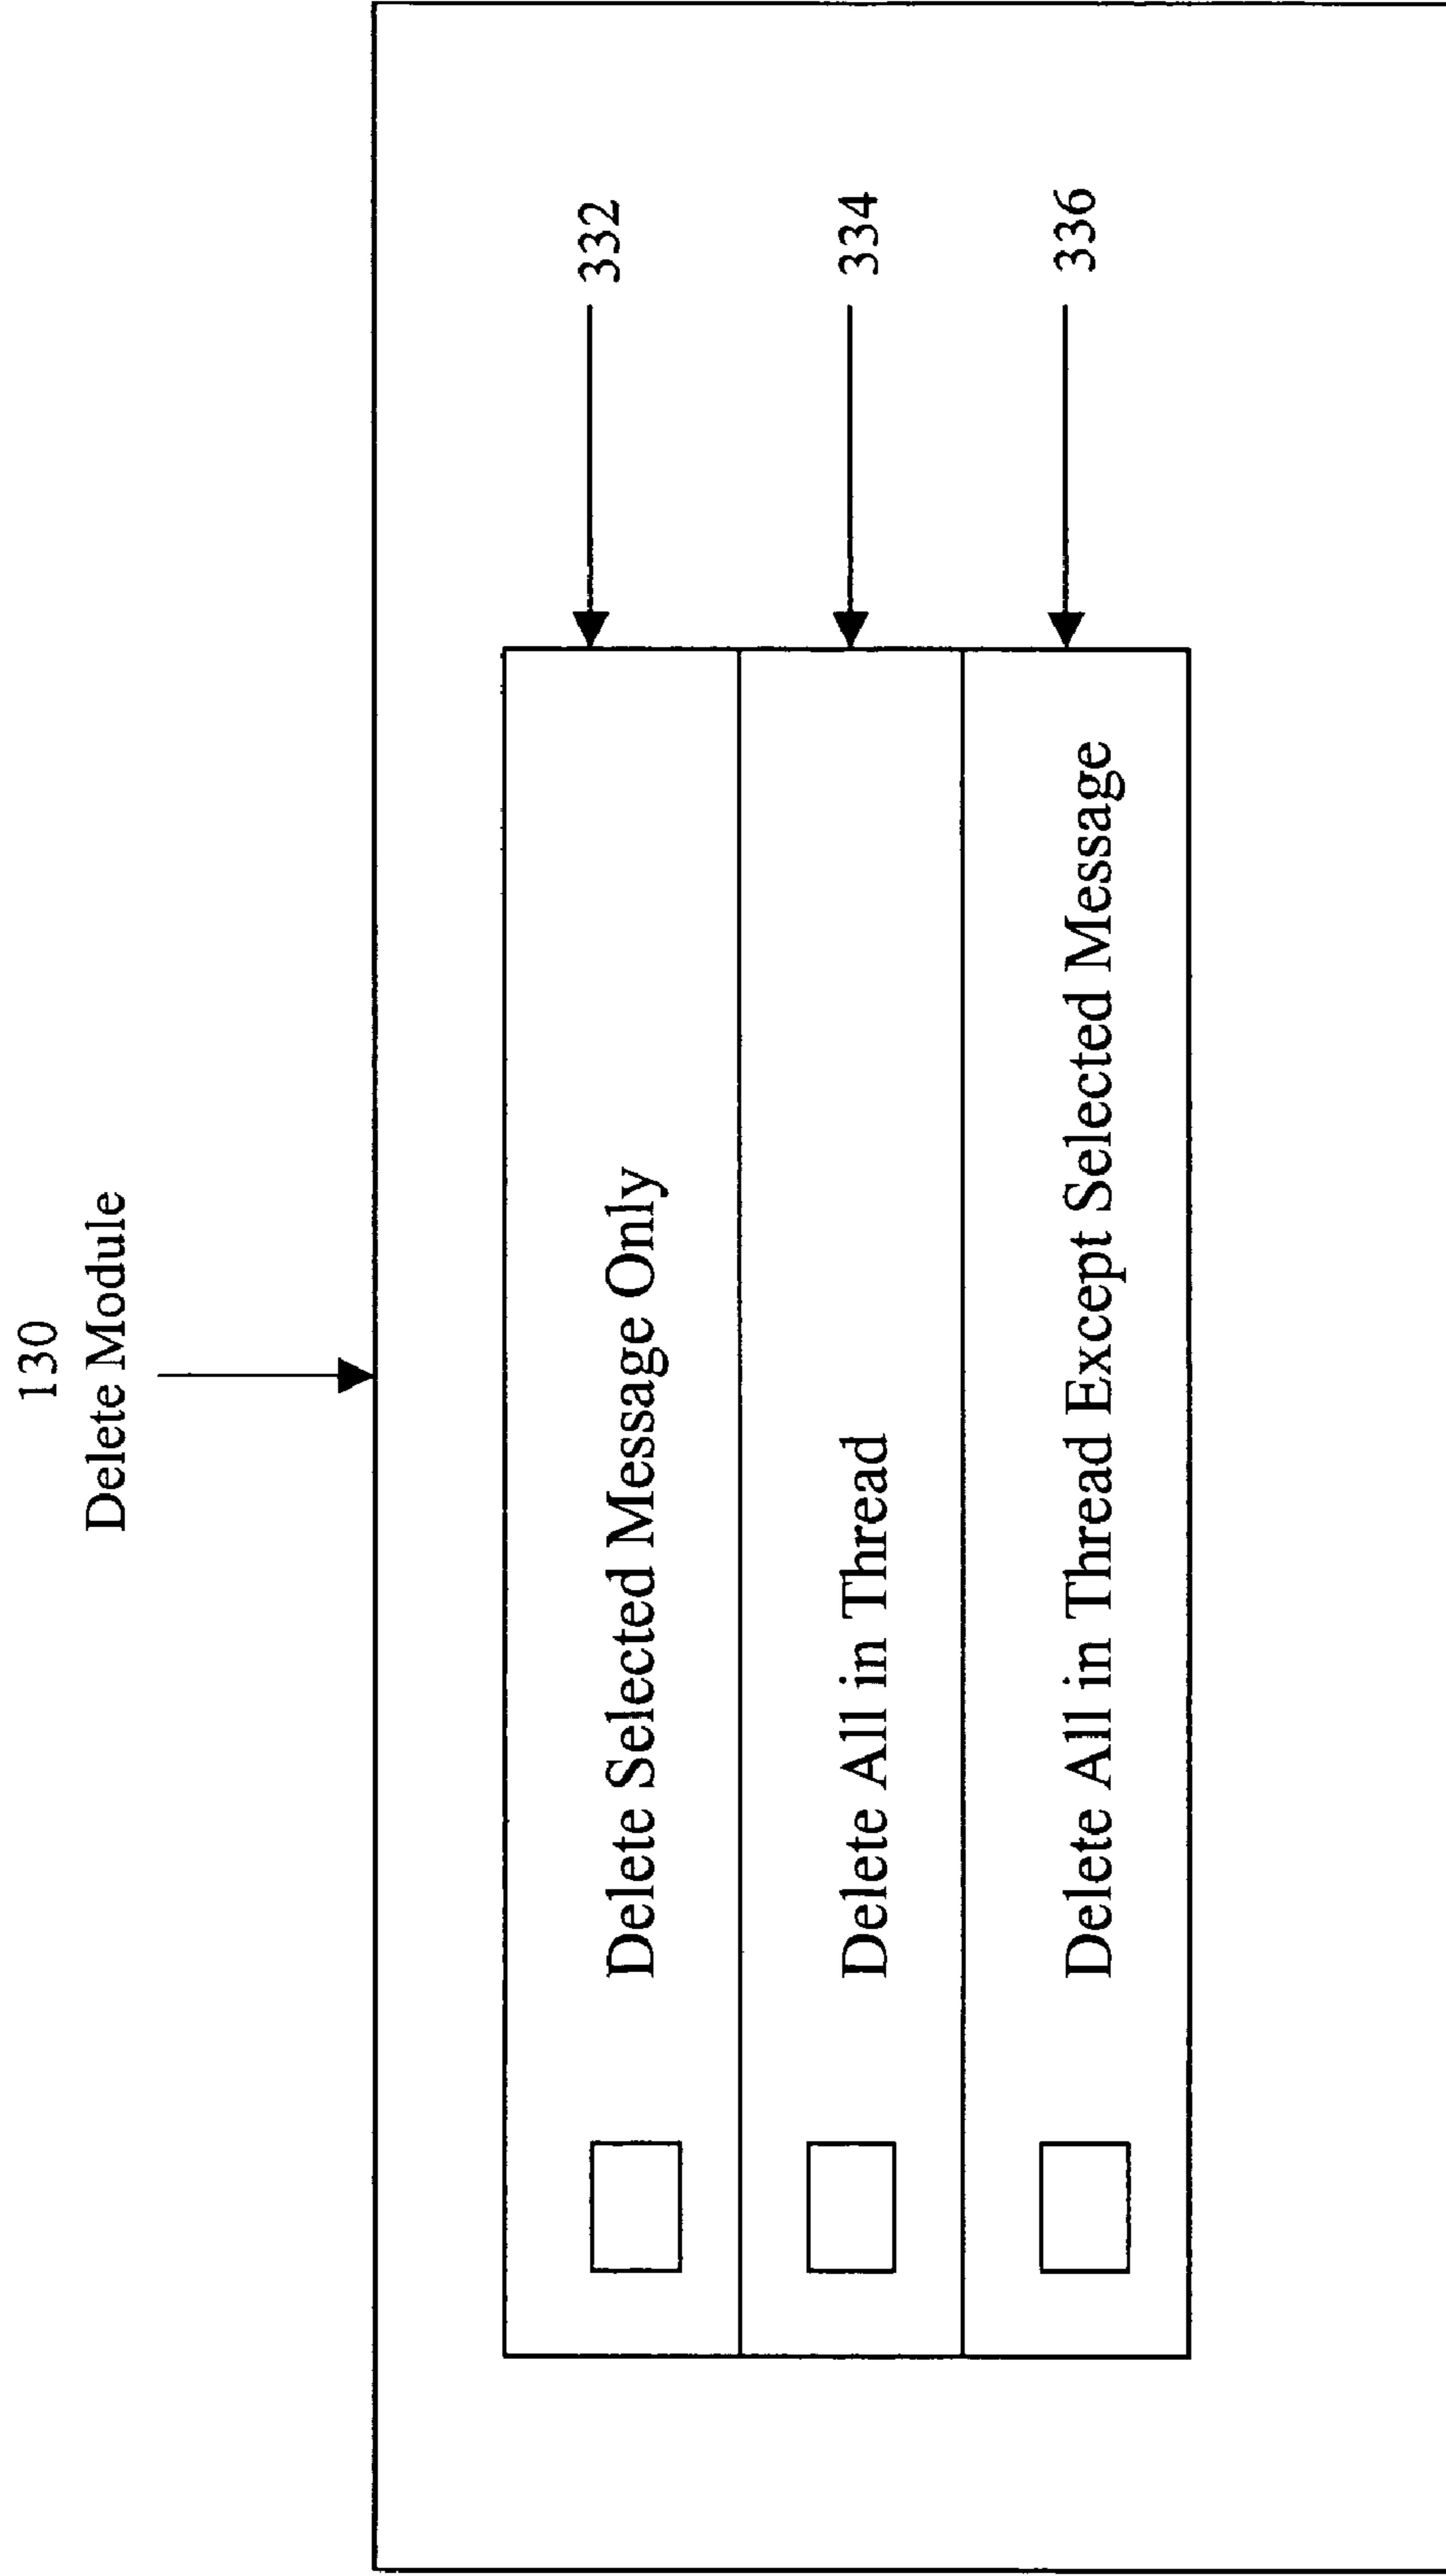 130
Delete Module
Delete Selected Message Only
332
Delete All in Thread
334
Delete All in Thread Except Selected Message
336